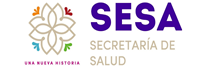 SESA
SECRETARÍA DE
SALUD
UNA NUEVA HISTORIA